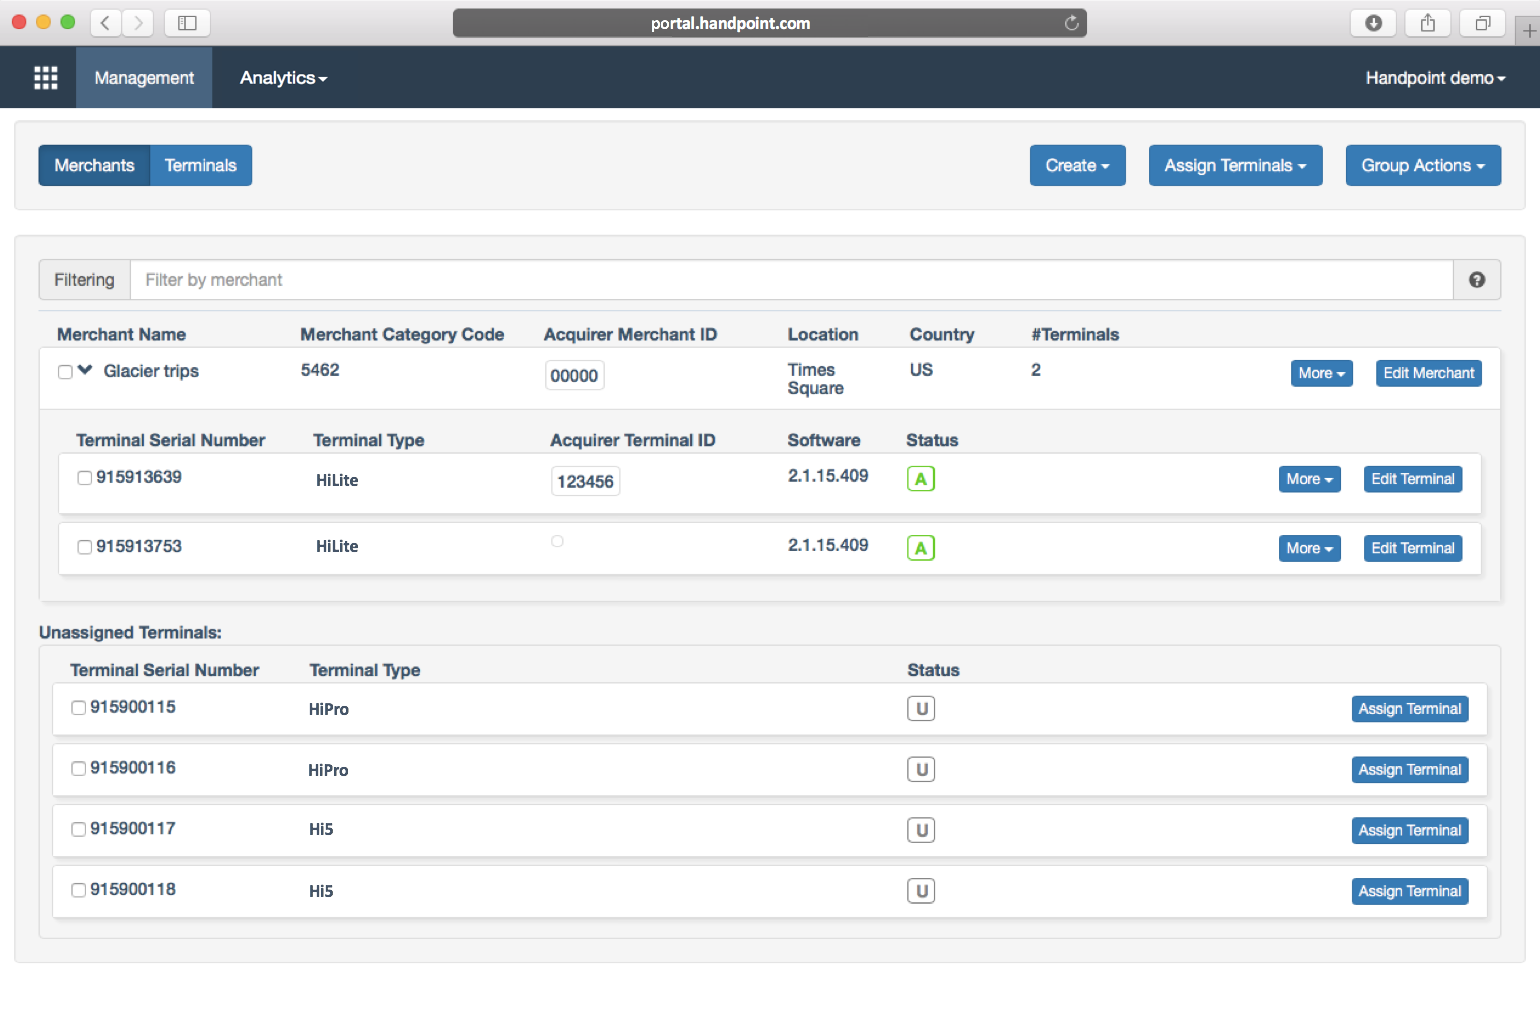 portal.handpoint.com
Management Analytics Handpoint demo
Merchants Terminals Create Assign Terminals Group Actions
Filtering Filter by merchant ?
Merchant Name Merchant Category Code Acquirer Merchant ID Location Country #Terminals
Glacier trips 5462 00000 Times Square US 2 More Edit Merchant
Terminal Serial Number Terminal Type Acquirer Terminal ID Software Status
915913639 HiLite 123456 2.1.15.409 A More Edit Terminal
915913753 HiLite 2.1.15.409 A More Edit Terminal
Unassigned Terminals:
Terminal Serial Number Terminal Type Status
915900115 HiPro U Assign Terminal
915900116 HiPro U Assign Terminal
915900117 Hi5 U Assign Terminal
915900118 Hi5 U Assign Terminal